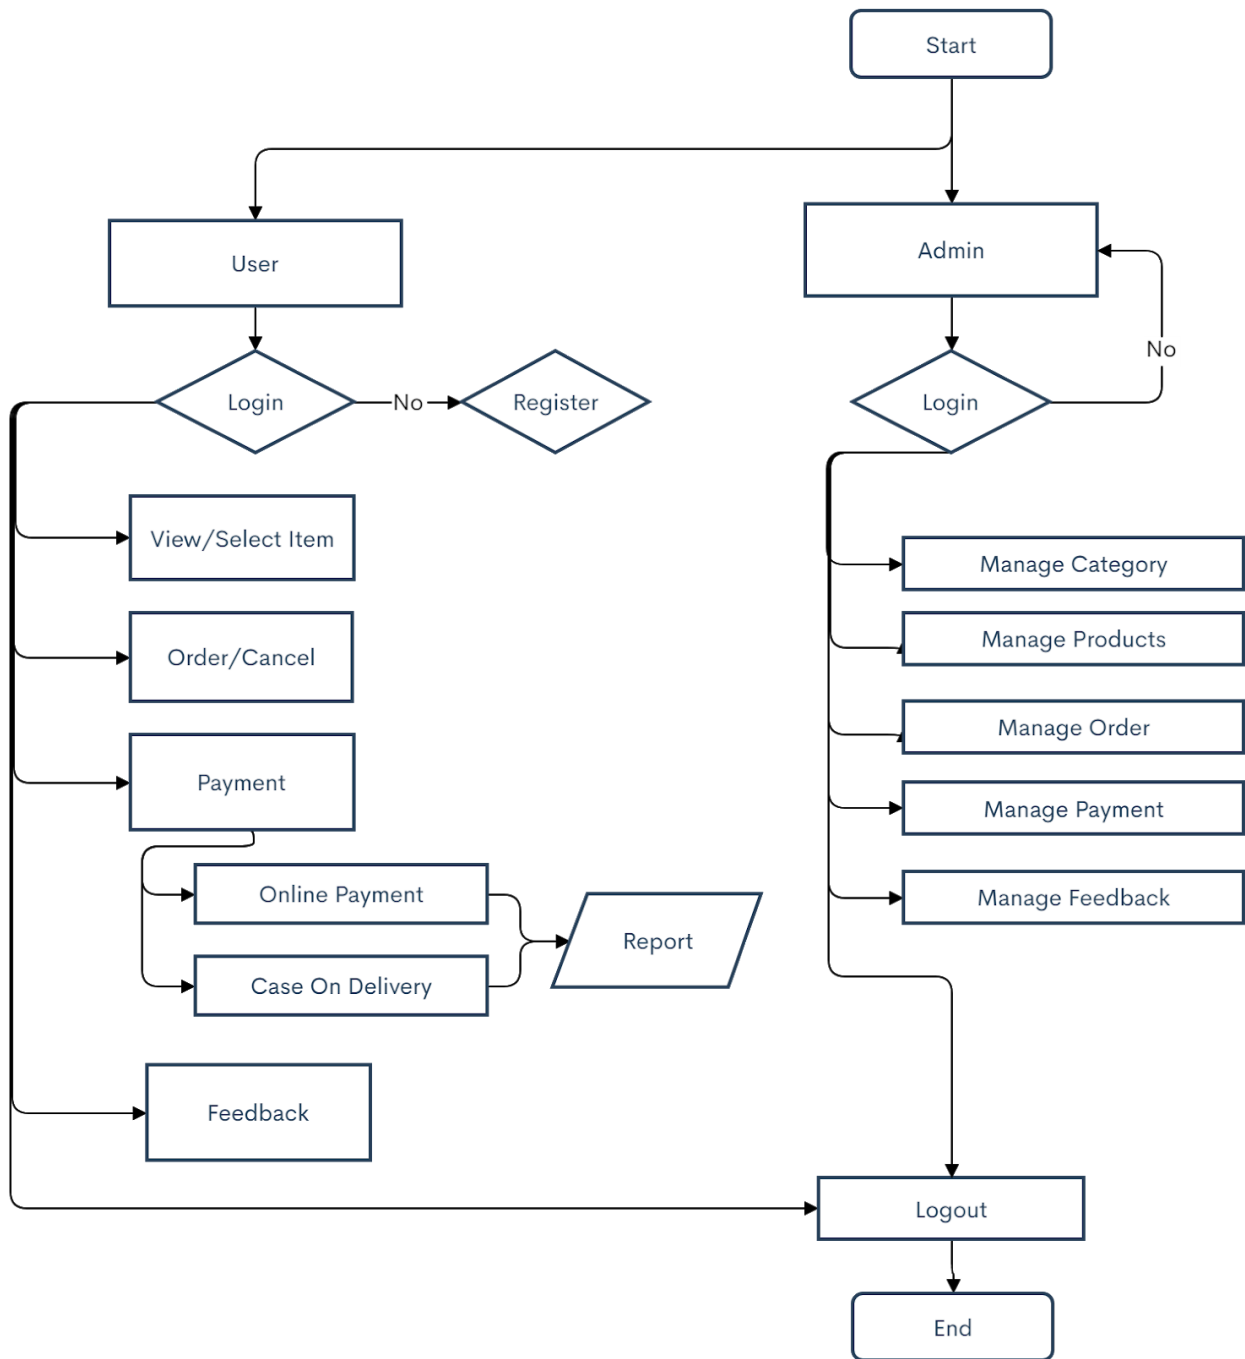 Start
User
Admin
No
Login
No
Register
Login
View/Select Item
Order/Cancel
Payment
Online Payment
Case On Delivery
Report
Feedback
Manage Category
Manage Products
Manage Order
Manage Payment
Manage Feedback
Logout
End